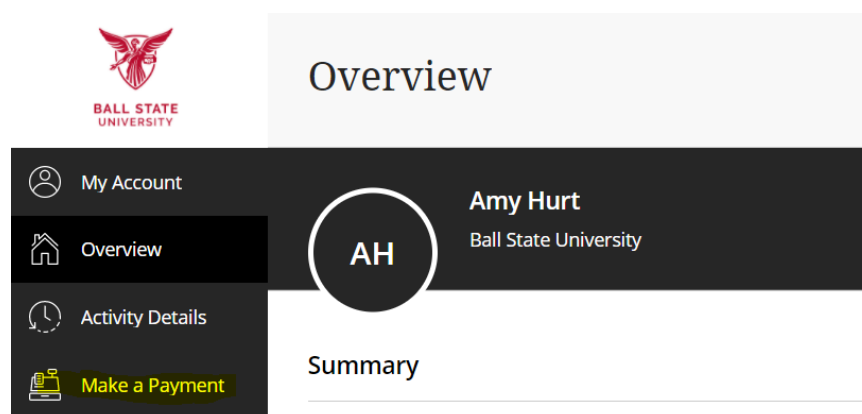 BALL STATE
UNIVERSITY
Overview
My Account
Overview
Activity Details
Make a Payment
AH
Amy Hurt
Ball State University
Summary